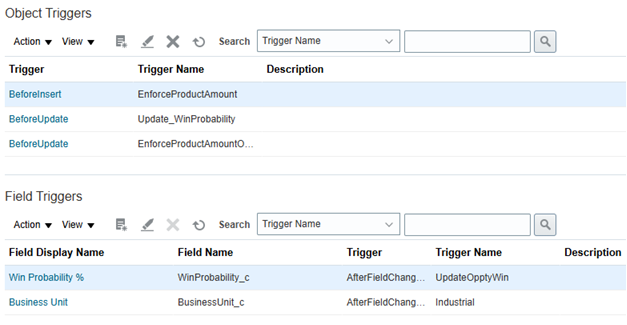 Object Triggers
Action View Search Trigger Name
Trigger Trigger Name Description
BeforeInsert EnforceProductAmount
BeforeUpdate Update_WinProbability
BeforeUpdate EnforceProductAmountO...
Field Triggers
Action View Search Trigger Name
Field Display Name Field Name Trigger Trigger Name Description
Win Probability % WinProbability_c AfterFieldChang... UpdateOpptyWin
Business Unit BusinessUnit_c AfterFieldChang... Industrial